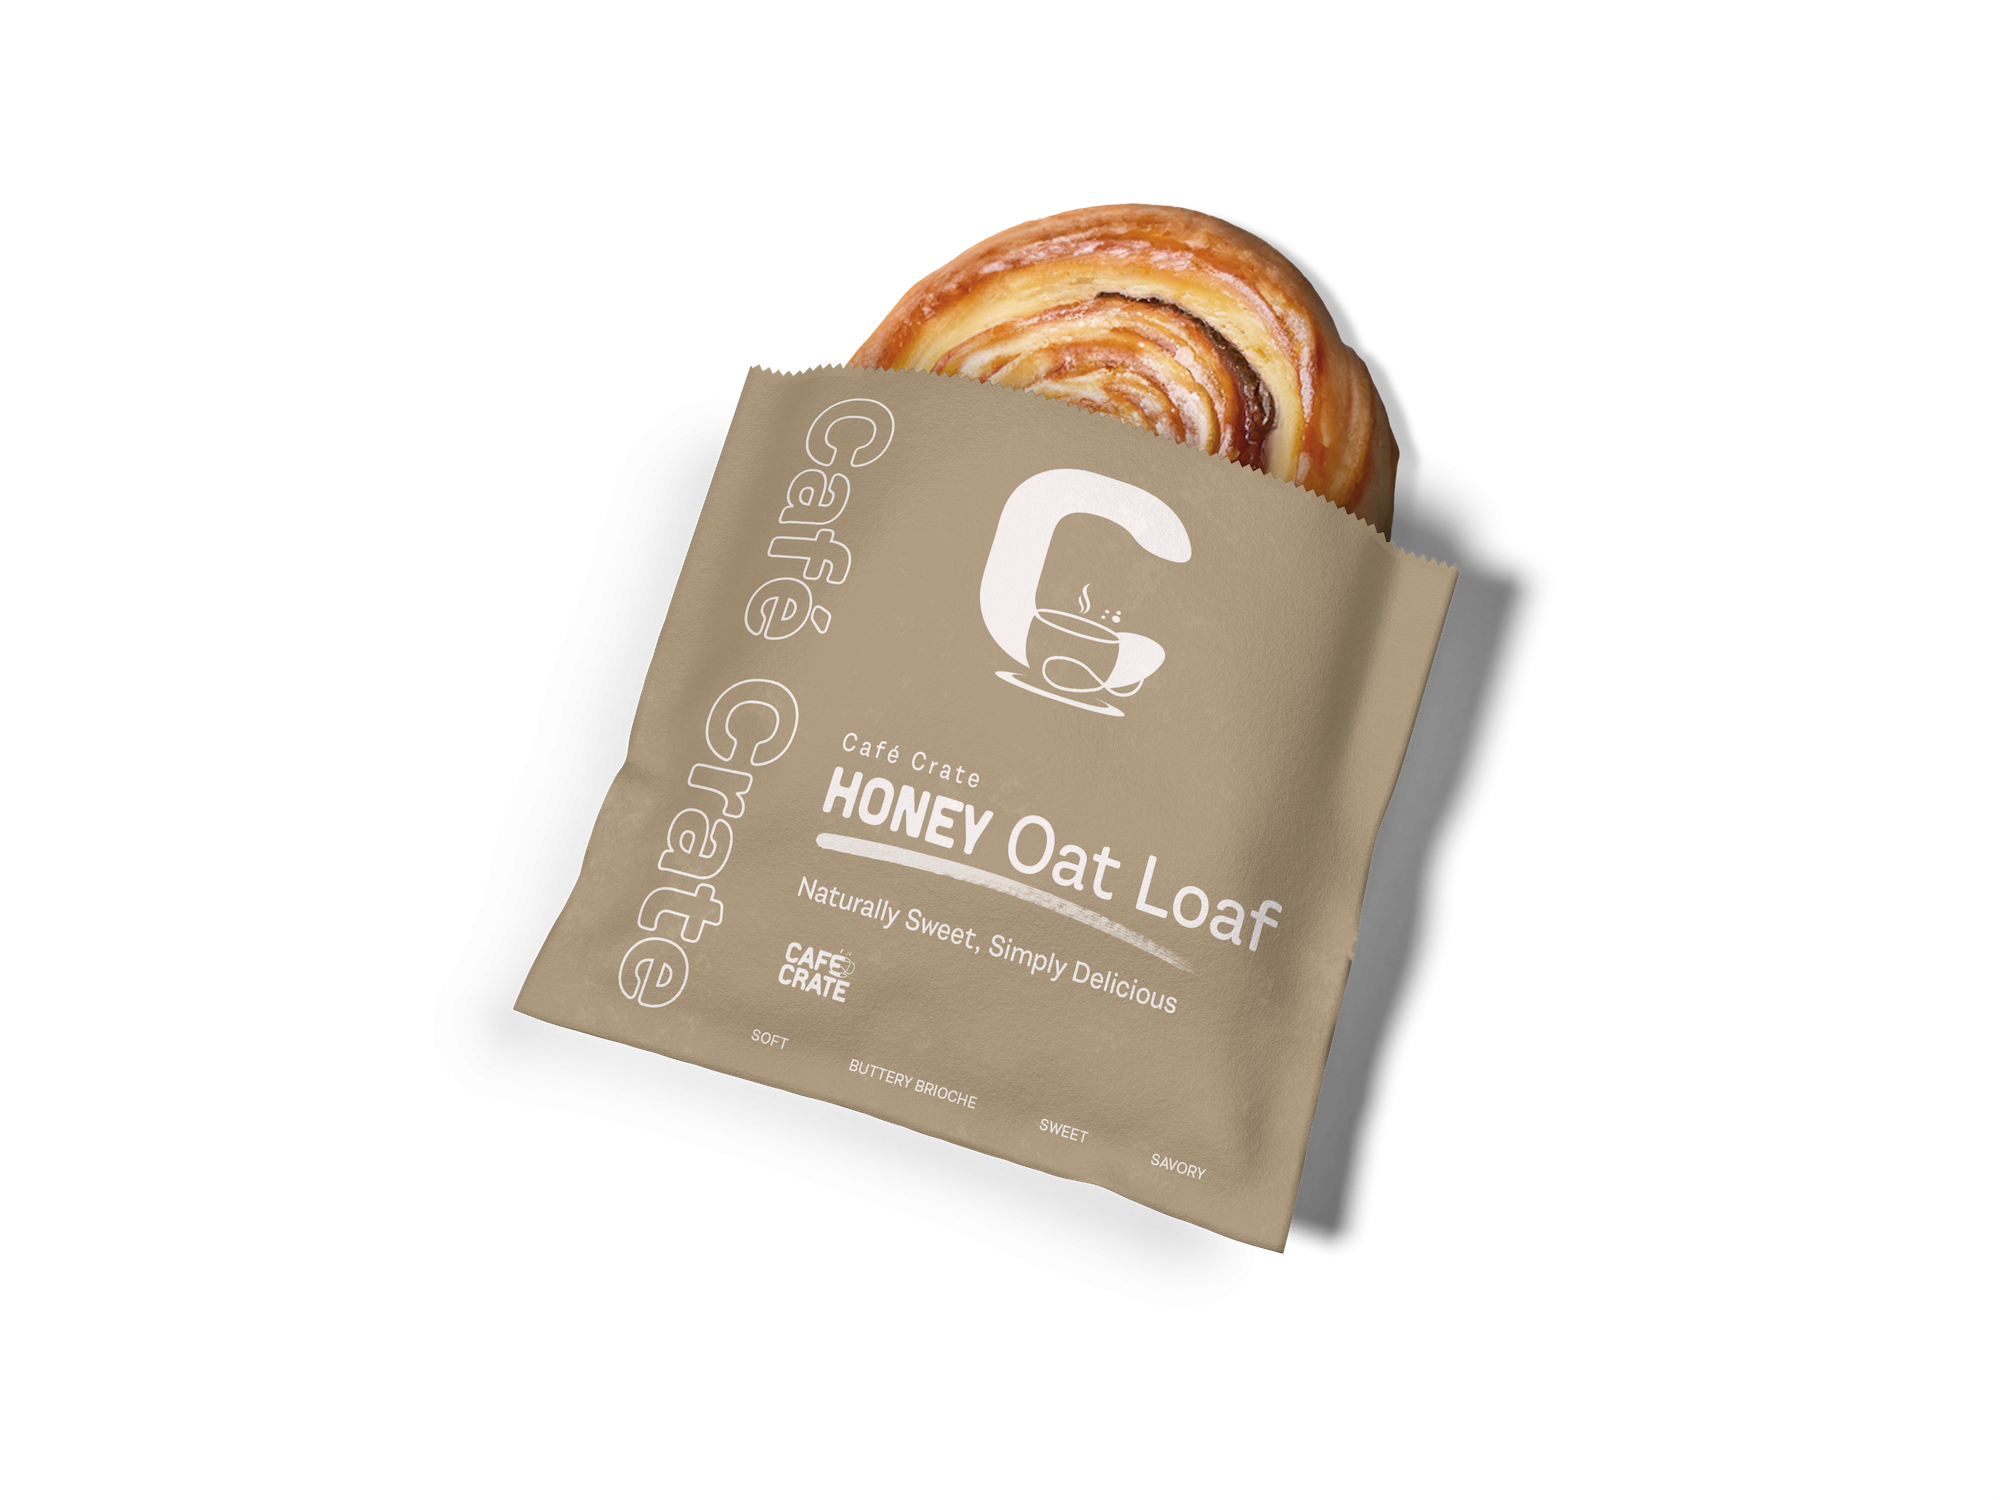 Café Crate
Café Crate
HONEY Oat Loaf
Naturally Sweet, Simply Delicious
CAFÉ
CRATE
SOFT
BUTTERY BRIOCHE
SWEET
SAVORY